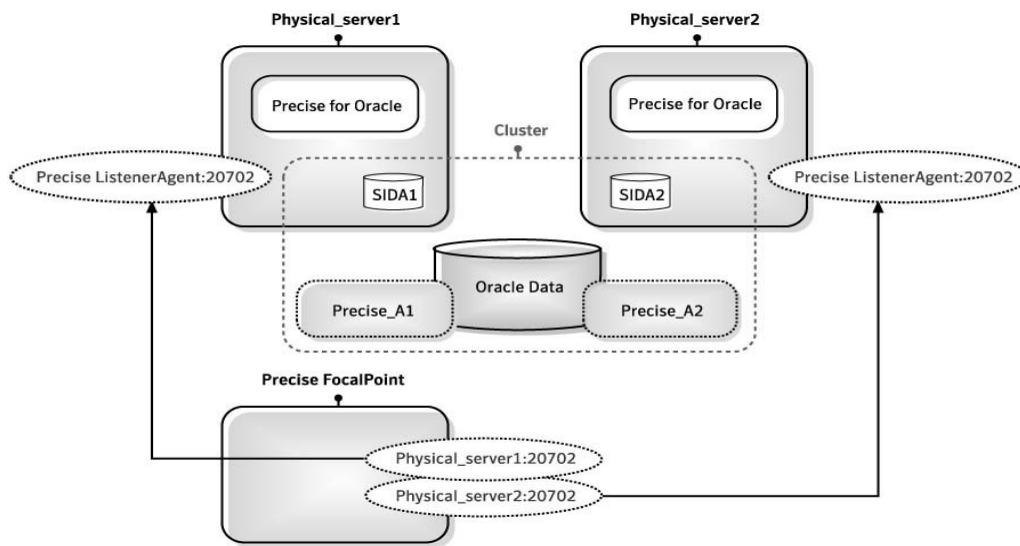 Physical_server1
Physical_server2
Precise for Oracle
Precise for Oracle
Cluster
Precise ListenerAgent:20702
Precise ListenerAgent:20702
SIDA1
SIDA2
Oracle Data
Precise_A1
Precise_A2
Precise FocalPoint
Physical_server1:20702
Physical_server2:20702